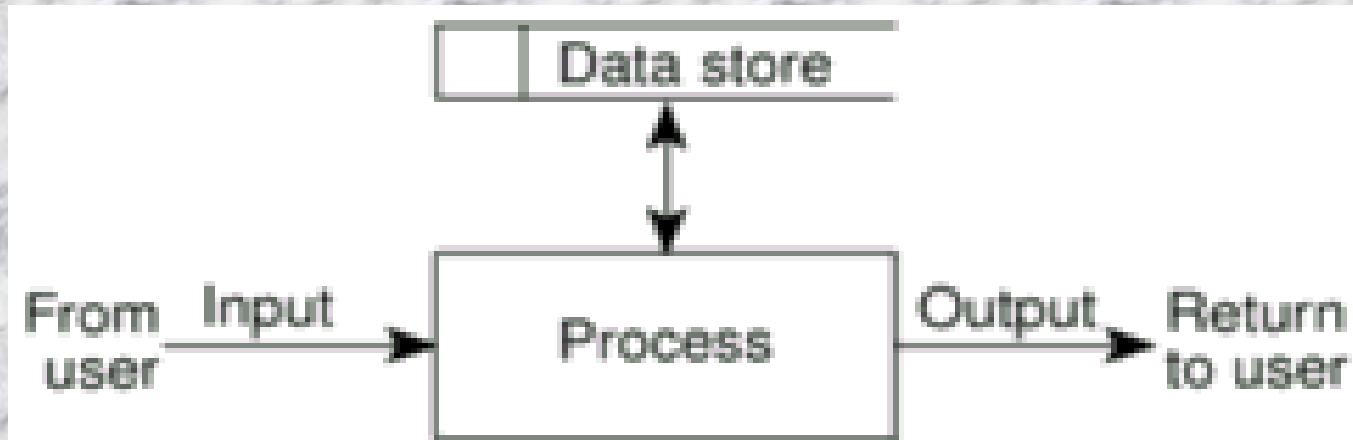 Data store
From
user
Input
Process
Output
Return
to user